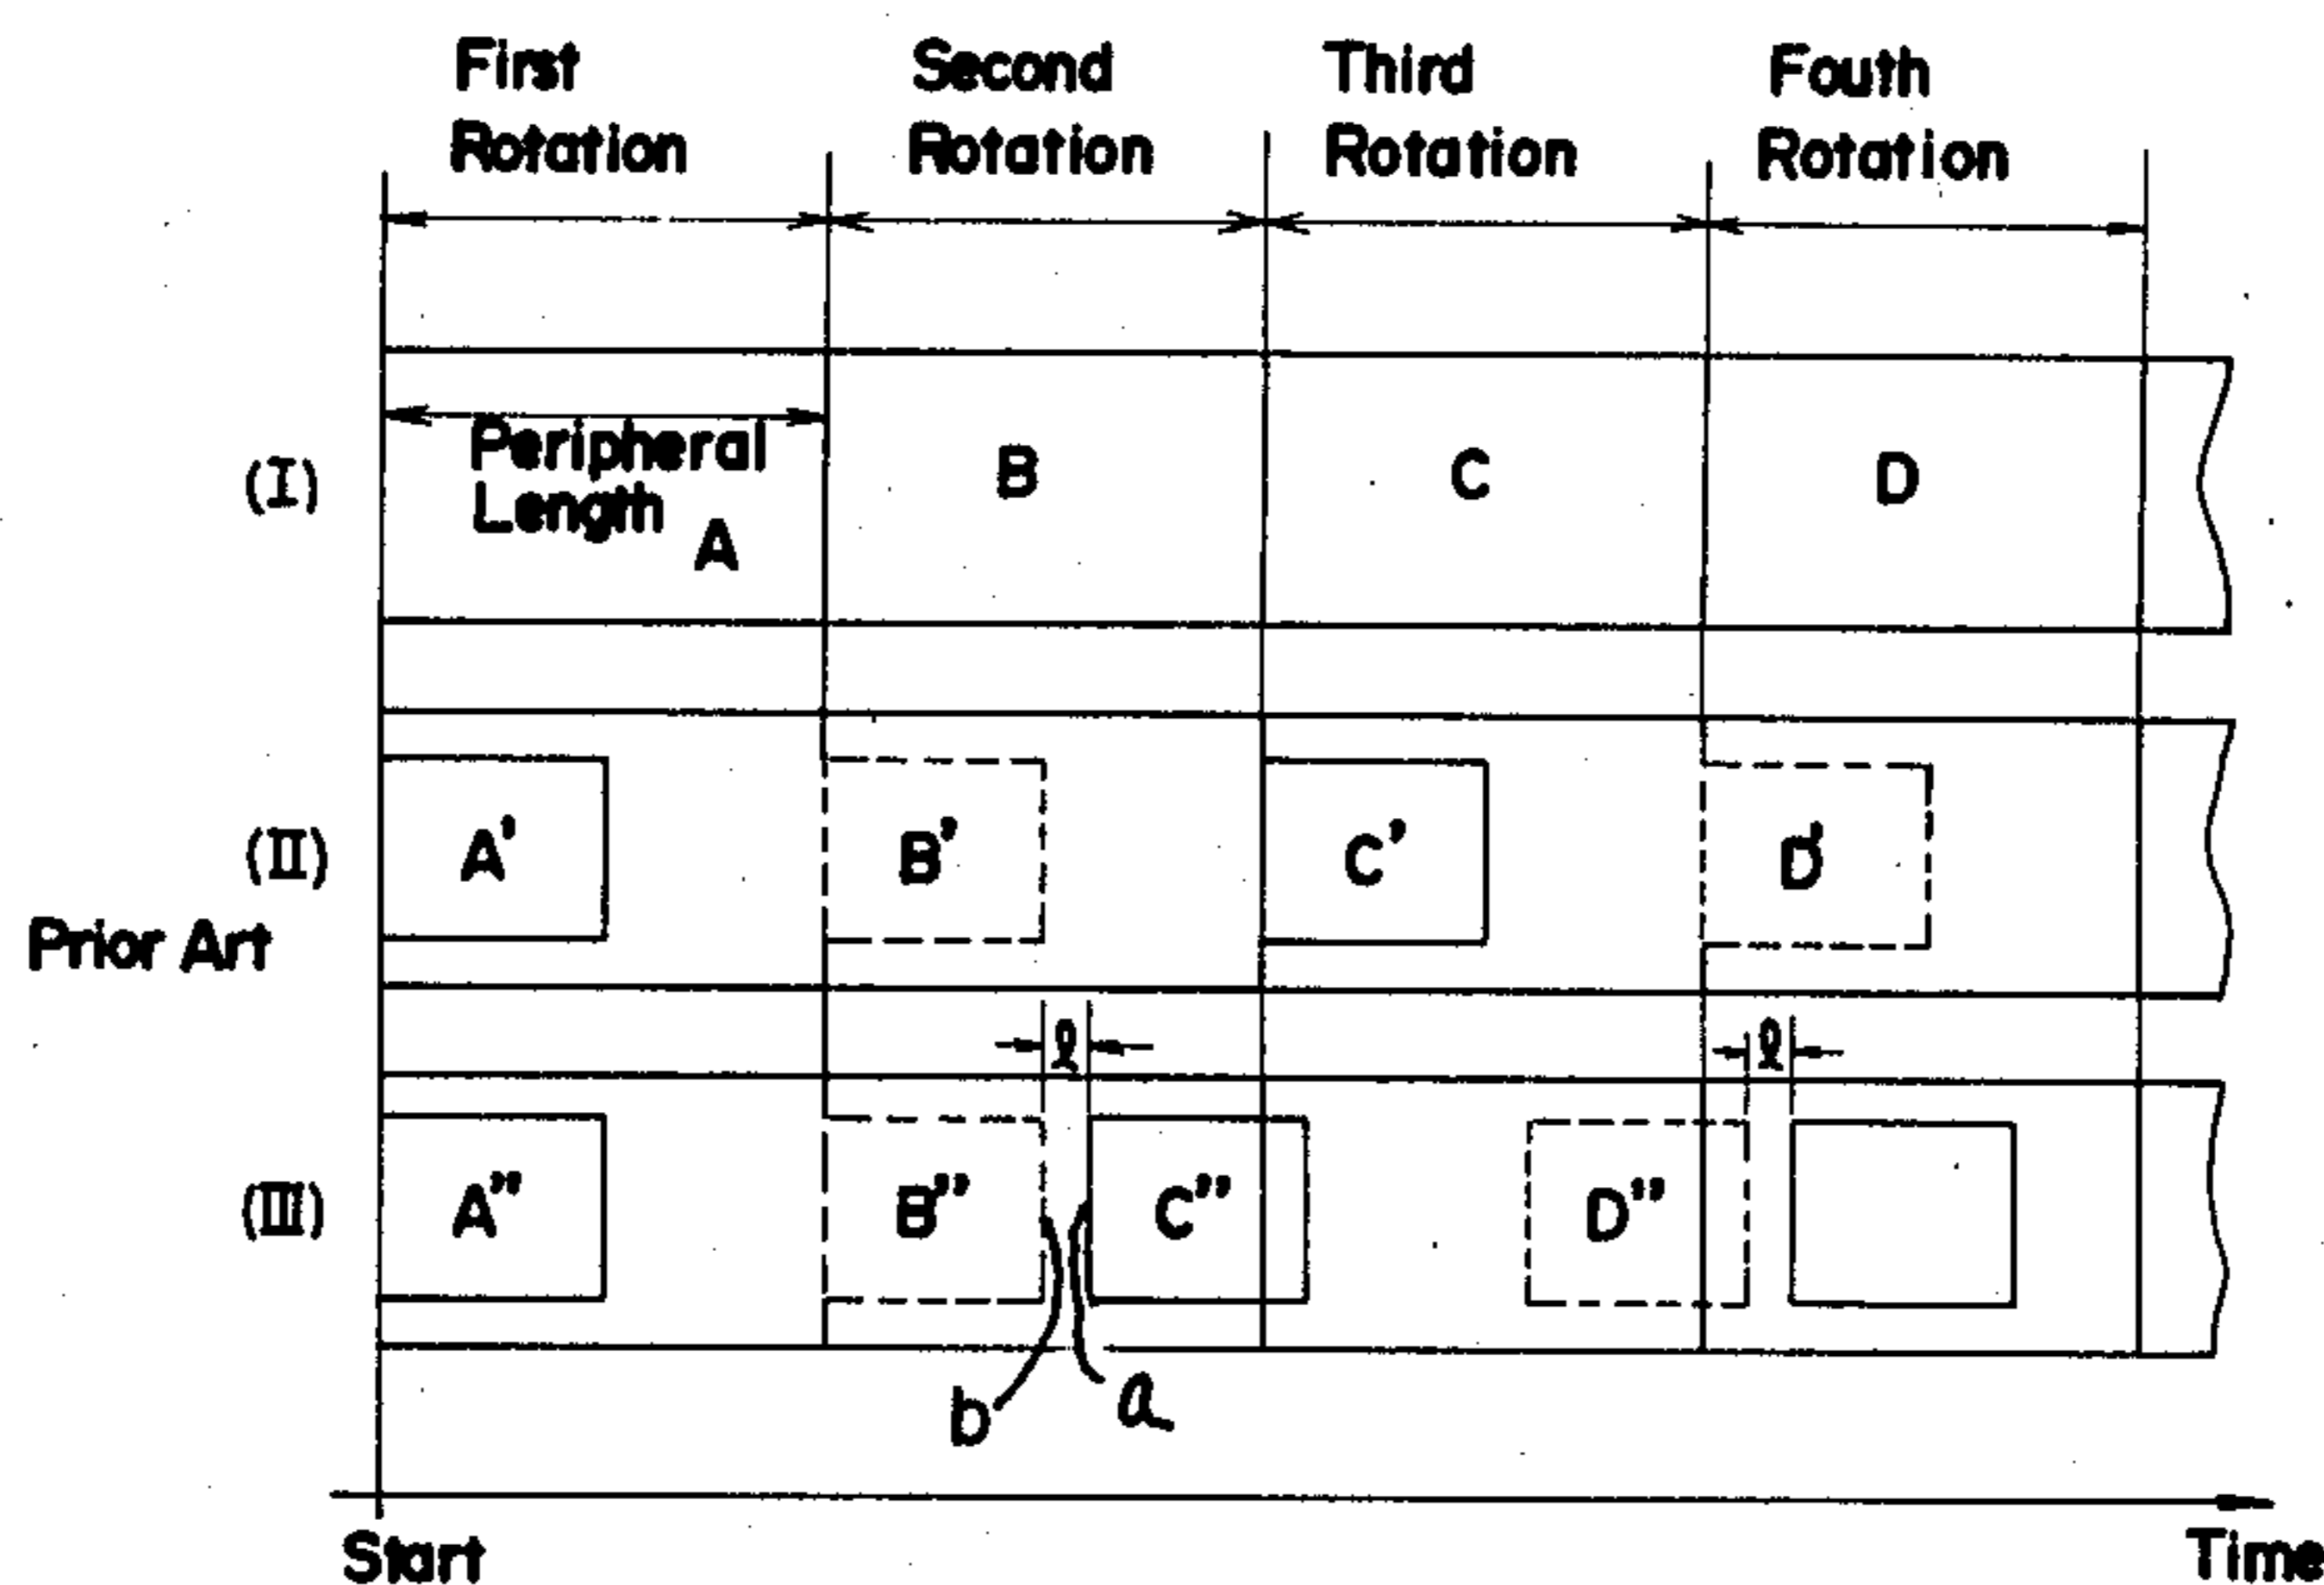 First
Rotation
Second
Rotation
Third
Rotation
Fouth
Rotation
(I)
Peripheral
Length
A
B
C
D
(II)
Prior Art
A'
B'
C'
D'
ℓ
ℓ
(III)
A"
B"
C"
D"
b
a
Start
Time